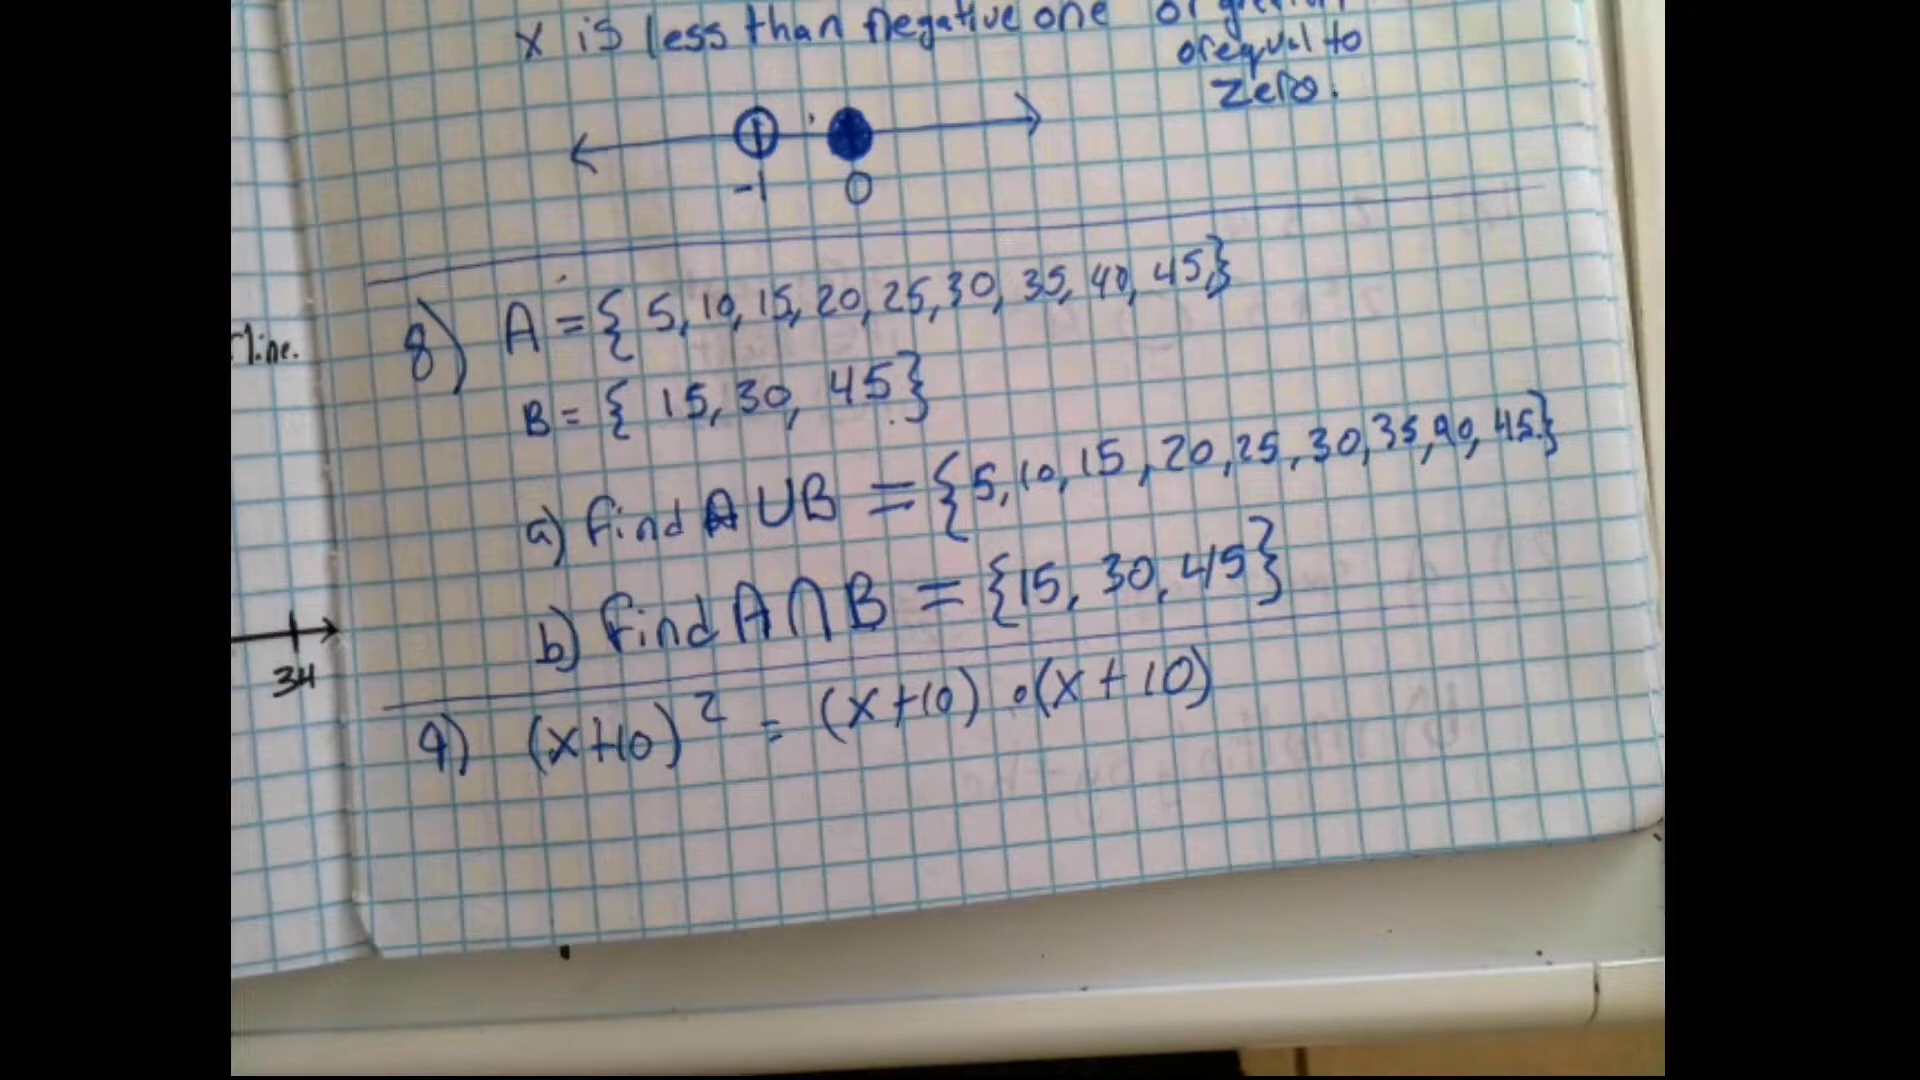 x is less than negative one or
or equal to
zero.
-1 0
8) A = { 5, 10, 15, 20, 25, 30, 35, 40, 45,}
line.
B = { 15, 30, 45}
a) find A ∪ B = {5, 10, 15, 20, 25, 30, 35, 40, 45}
b) find A ∩ B = {15, 30, 45}
34
9) (x+10)² = (x+10) •(x+10)